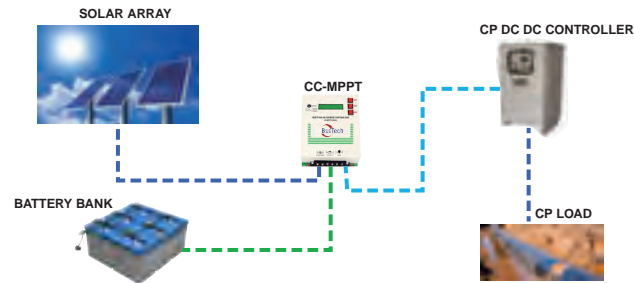 SOLAR ARRAY
CP DC DC CONTROLLER
CC-MPPT
BATTERY BANK
CP LOAD